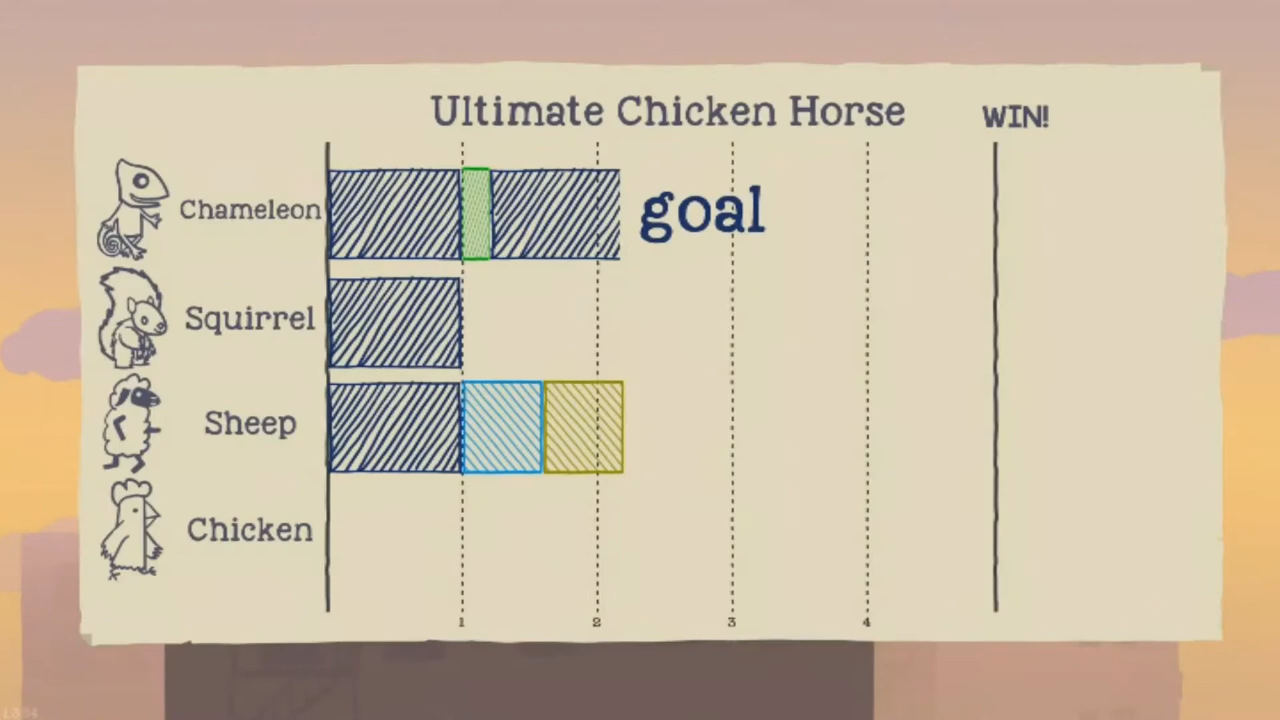 Ultimate Chicken Horse
WIN!
Chameleon
goal
Squirrel
Sheep
Chicken
1 2 3 4